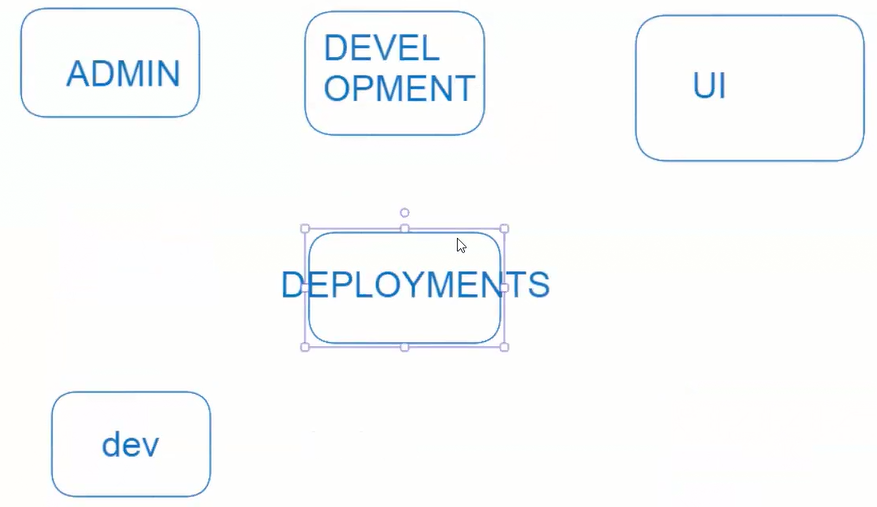 ADMIN
DEVEL
OPMENT
UI
DEPLOYMENTS
dev